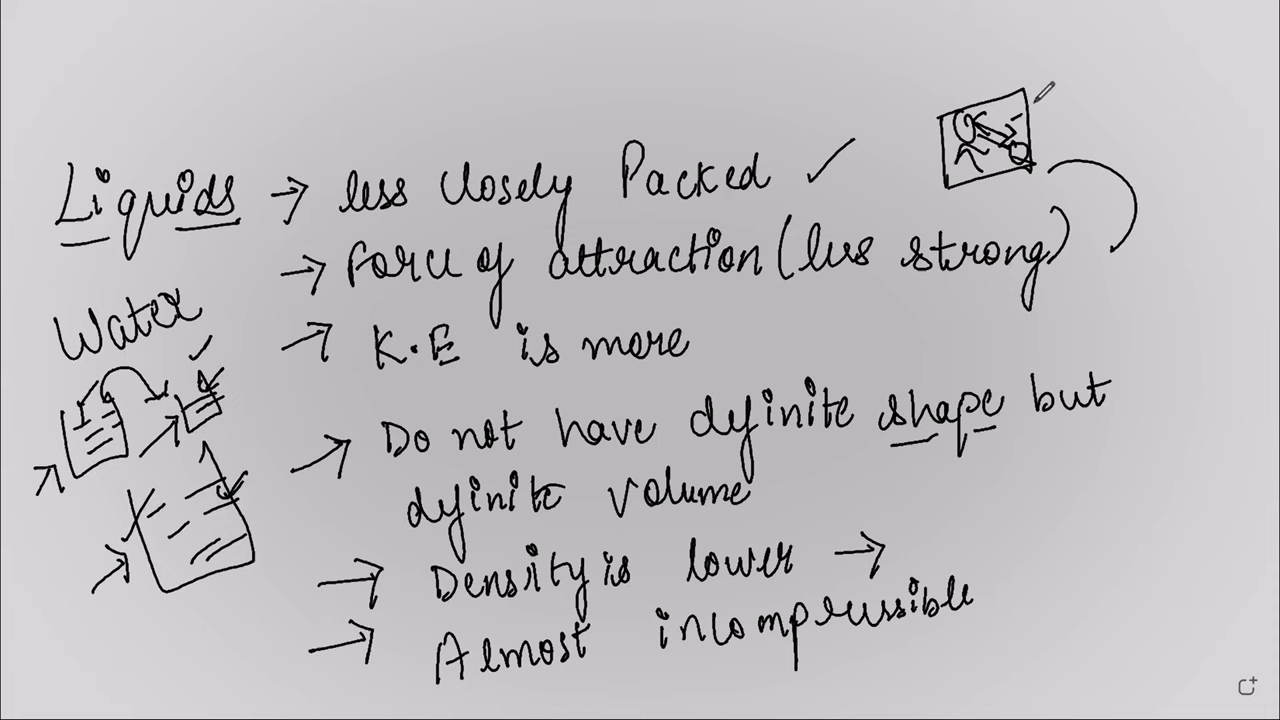 Liquids → less closely Packed ✓
→ force of attraction (less strong)
Water
→ K.E is more
→ Do not have definite shape but
definite volume
→ Density is lower →
→ Almost incompressible